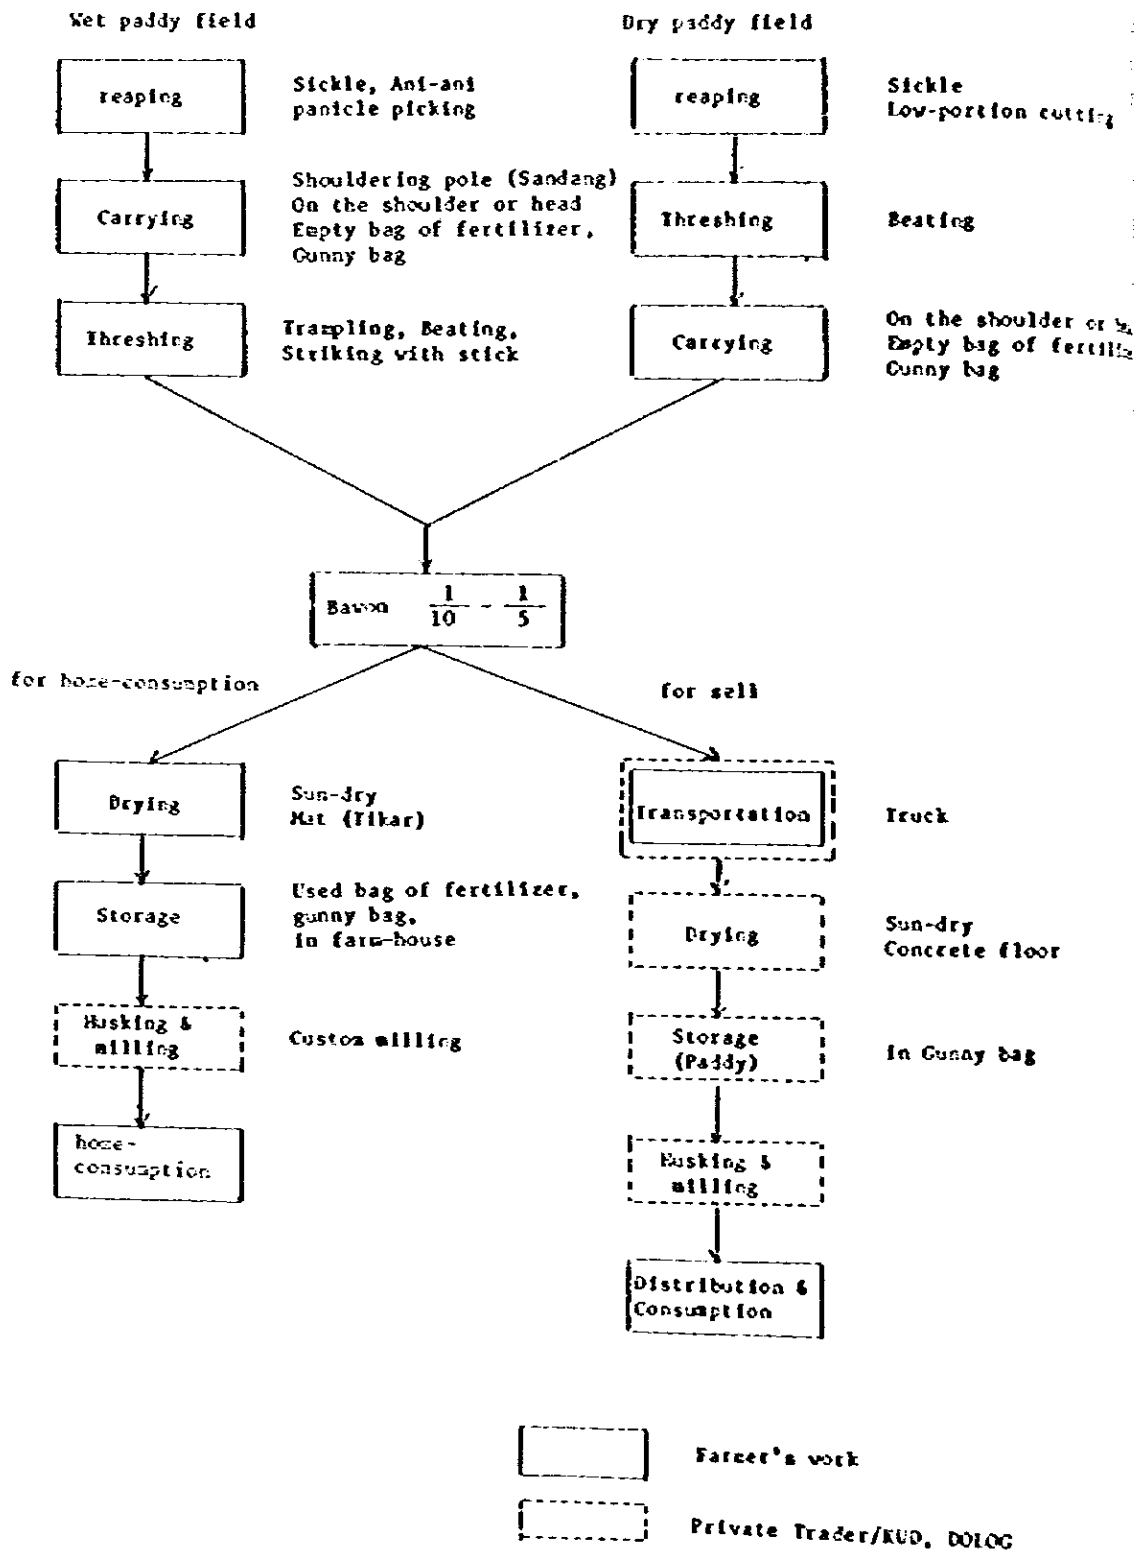 Wet paddy field
Dry paddy field
reaping
Sickle, Ani-ani
panicle picking
reaping
Sickle
Low-portion cutting
Carrying
Shouldering pole (Sandang)
On the shoulder or head
Empty bag of fertilizer,
Gunny bag
Threshing
Beating
Threshing
Trampling, Beating,
Striking with stick
Carrying
On the shoulder or
Empty bag of
Gunny bag
Bawon 1/10 - 1/5
for home-consumption
for sell
Drying
Sun-dry
Mat (Tikar)
Transportation
Truck
Storage
Used bag of fertilizer,
gunny bag,
in farm-house
Drying
Sun-dry
Concrete floor
Husking &
milling
Custom milling
Storage
(Paddy)
in Gunny bag
home-
consumption
Husking &
milling
Distribution &
Consumption
Farmer's work
Private Trader/KUD, DOLOG